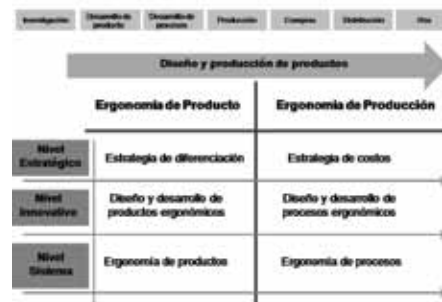 Investigación
Desarrollo de
producto
Desarrollo de
procesos
Producción
Compras
Distribución
Diseño y producción de productos
Ergonomía de Producto
Ergonomía de Producción
Nivel
Estratégico
Estrategia de diferenciación
Estrategia de costos
Nivel
Innovativo
Diseño y desarrollo de
productos ergonómicos
Diseño y desarrollo de
procesos ergonómicos
Nivel
Sistema
Ergonomía de productos
Ergonomía de procesos